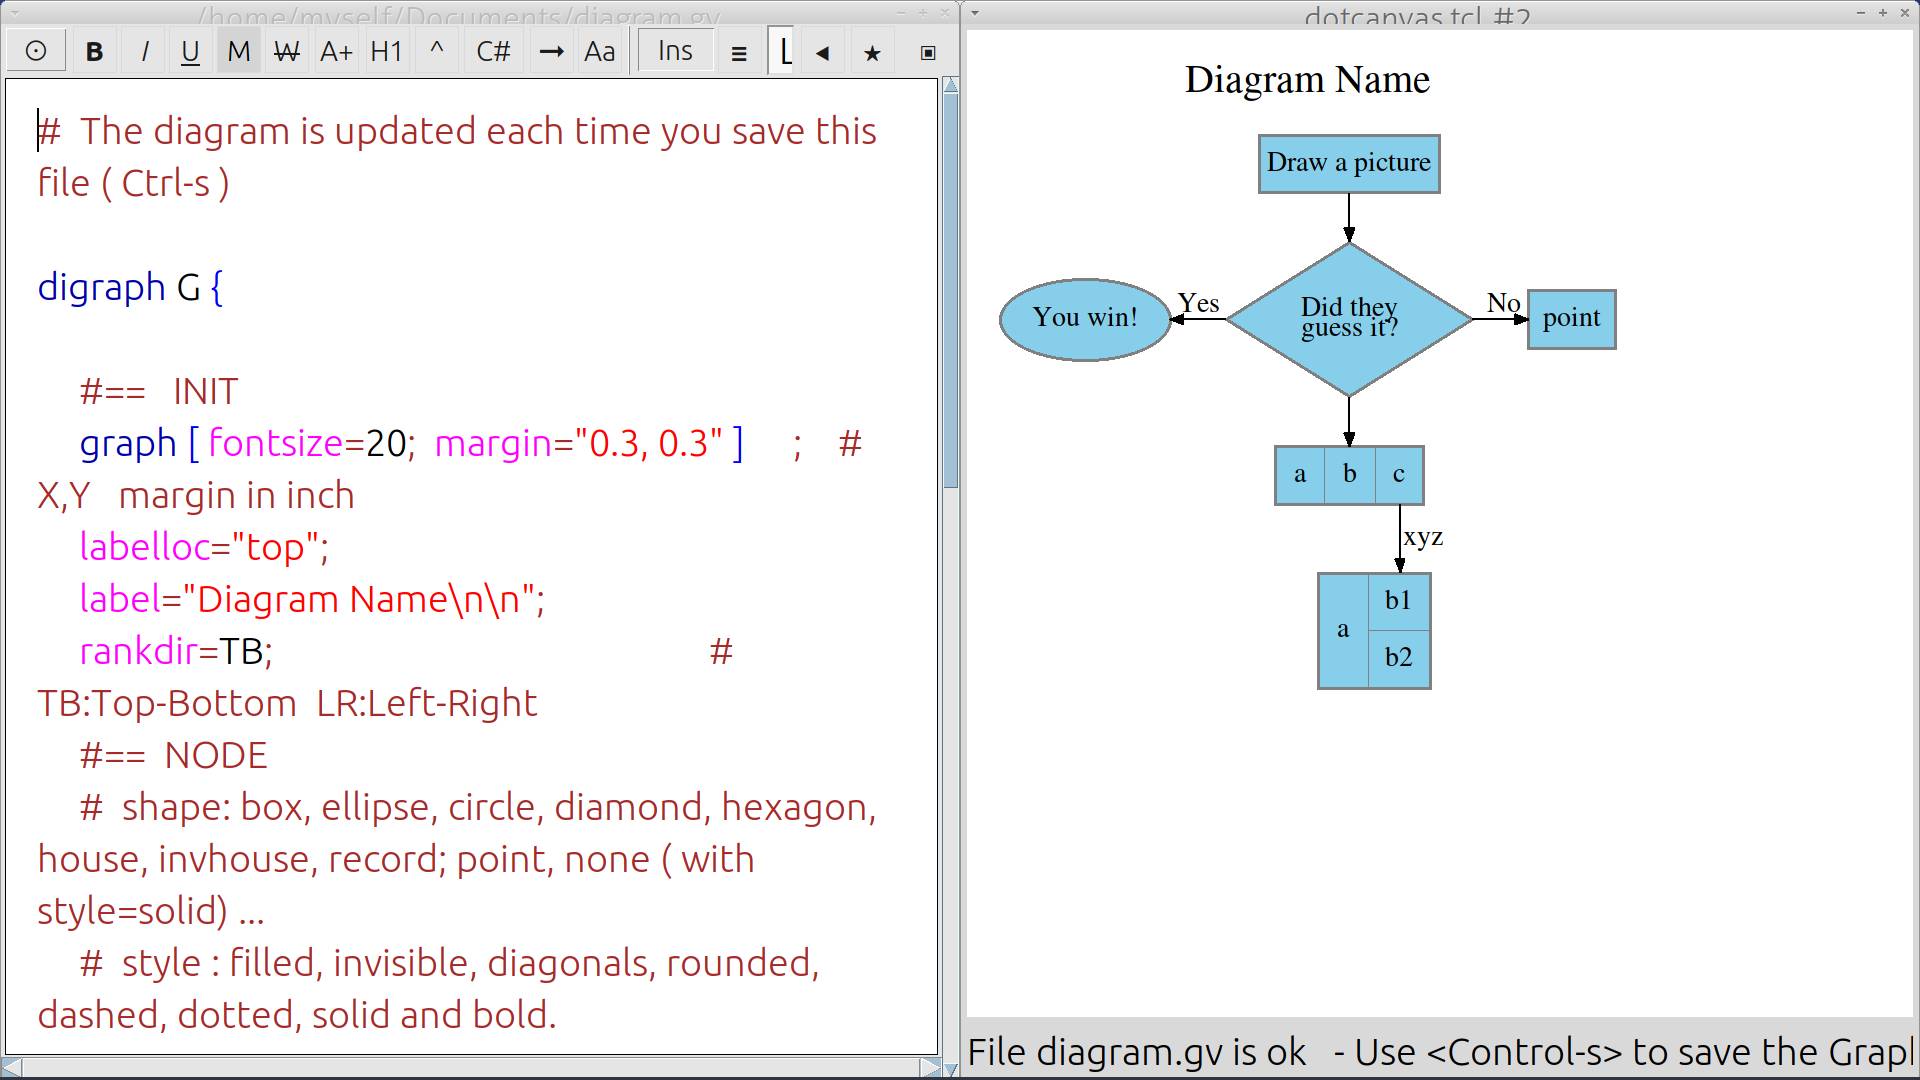 /home/myself/Documents/diagram.gv
B I U M W A+ H1 ^ C# → Aa Ins ≡ L ◀ ★
# The diagram is updated each time you save this
file ( Ctrl-s )
digraph G {
#== INIT
graph [ fontsize=20; margin="0.3, 0.3" ] ; #
X,Y margin in inch
labelloc="top";
label="Diagram Name\n\n";
rankdir=TB; #
TB:Top-Bottom LR:Left-Right
#== NODE
# shape: box, ellipse, circle, diamond, hexagon,
house, invhouse, record; point, none ( with
style=solid) ...
# style : filled, invisible, diagonals, rounded,
dashed, dotted, solid and bold.
dotcanvas.tcl #2
Diagram Name
Draw a picture
Did they
guess it?
Yes
You win!
No
point
a b c
xyz
a
b1
b2
File diagram.gv is ok - Use <Control-s> to save the Grap